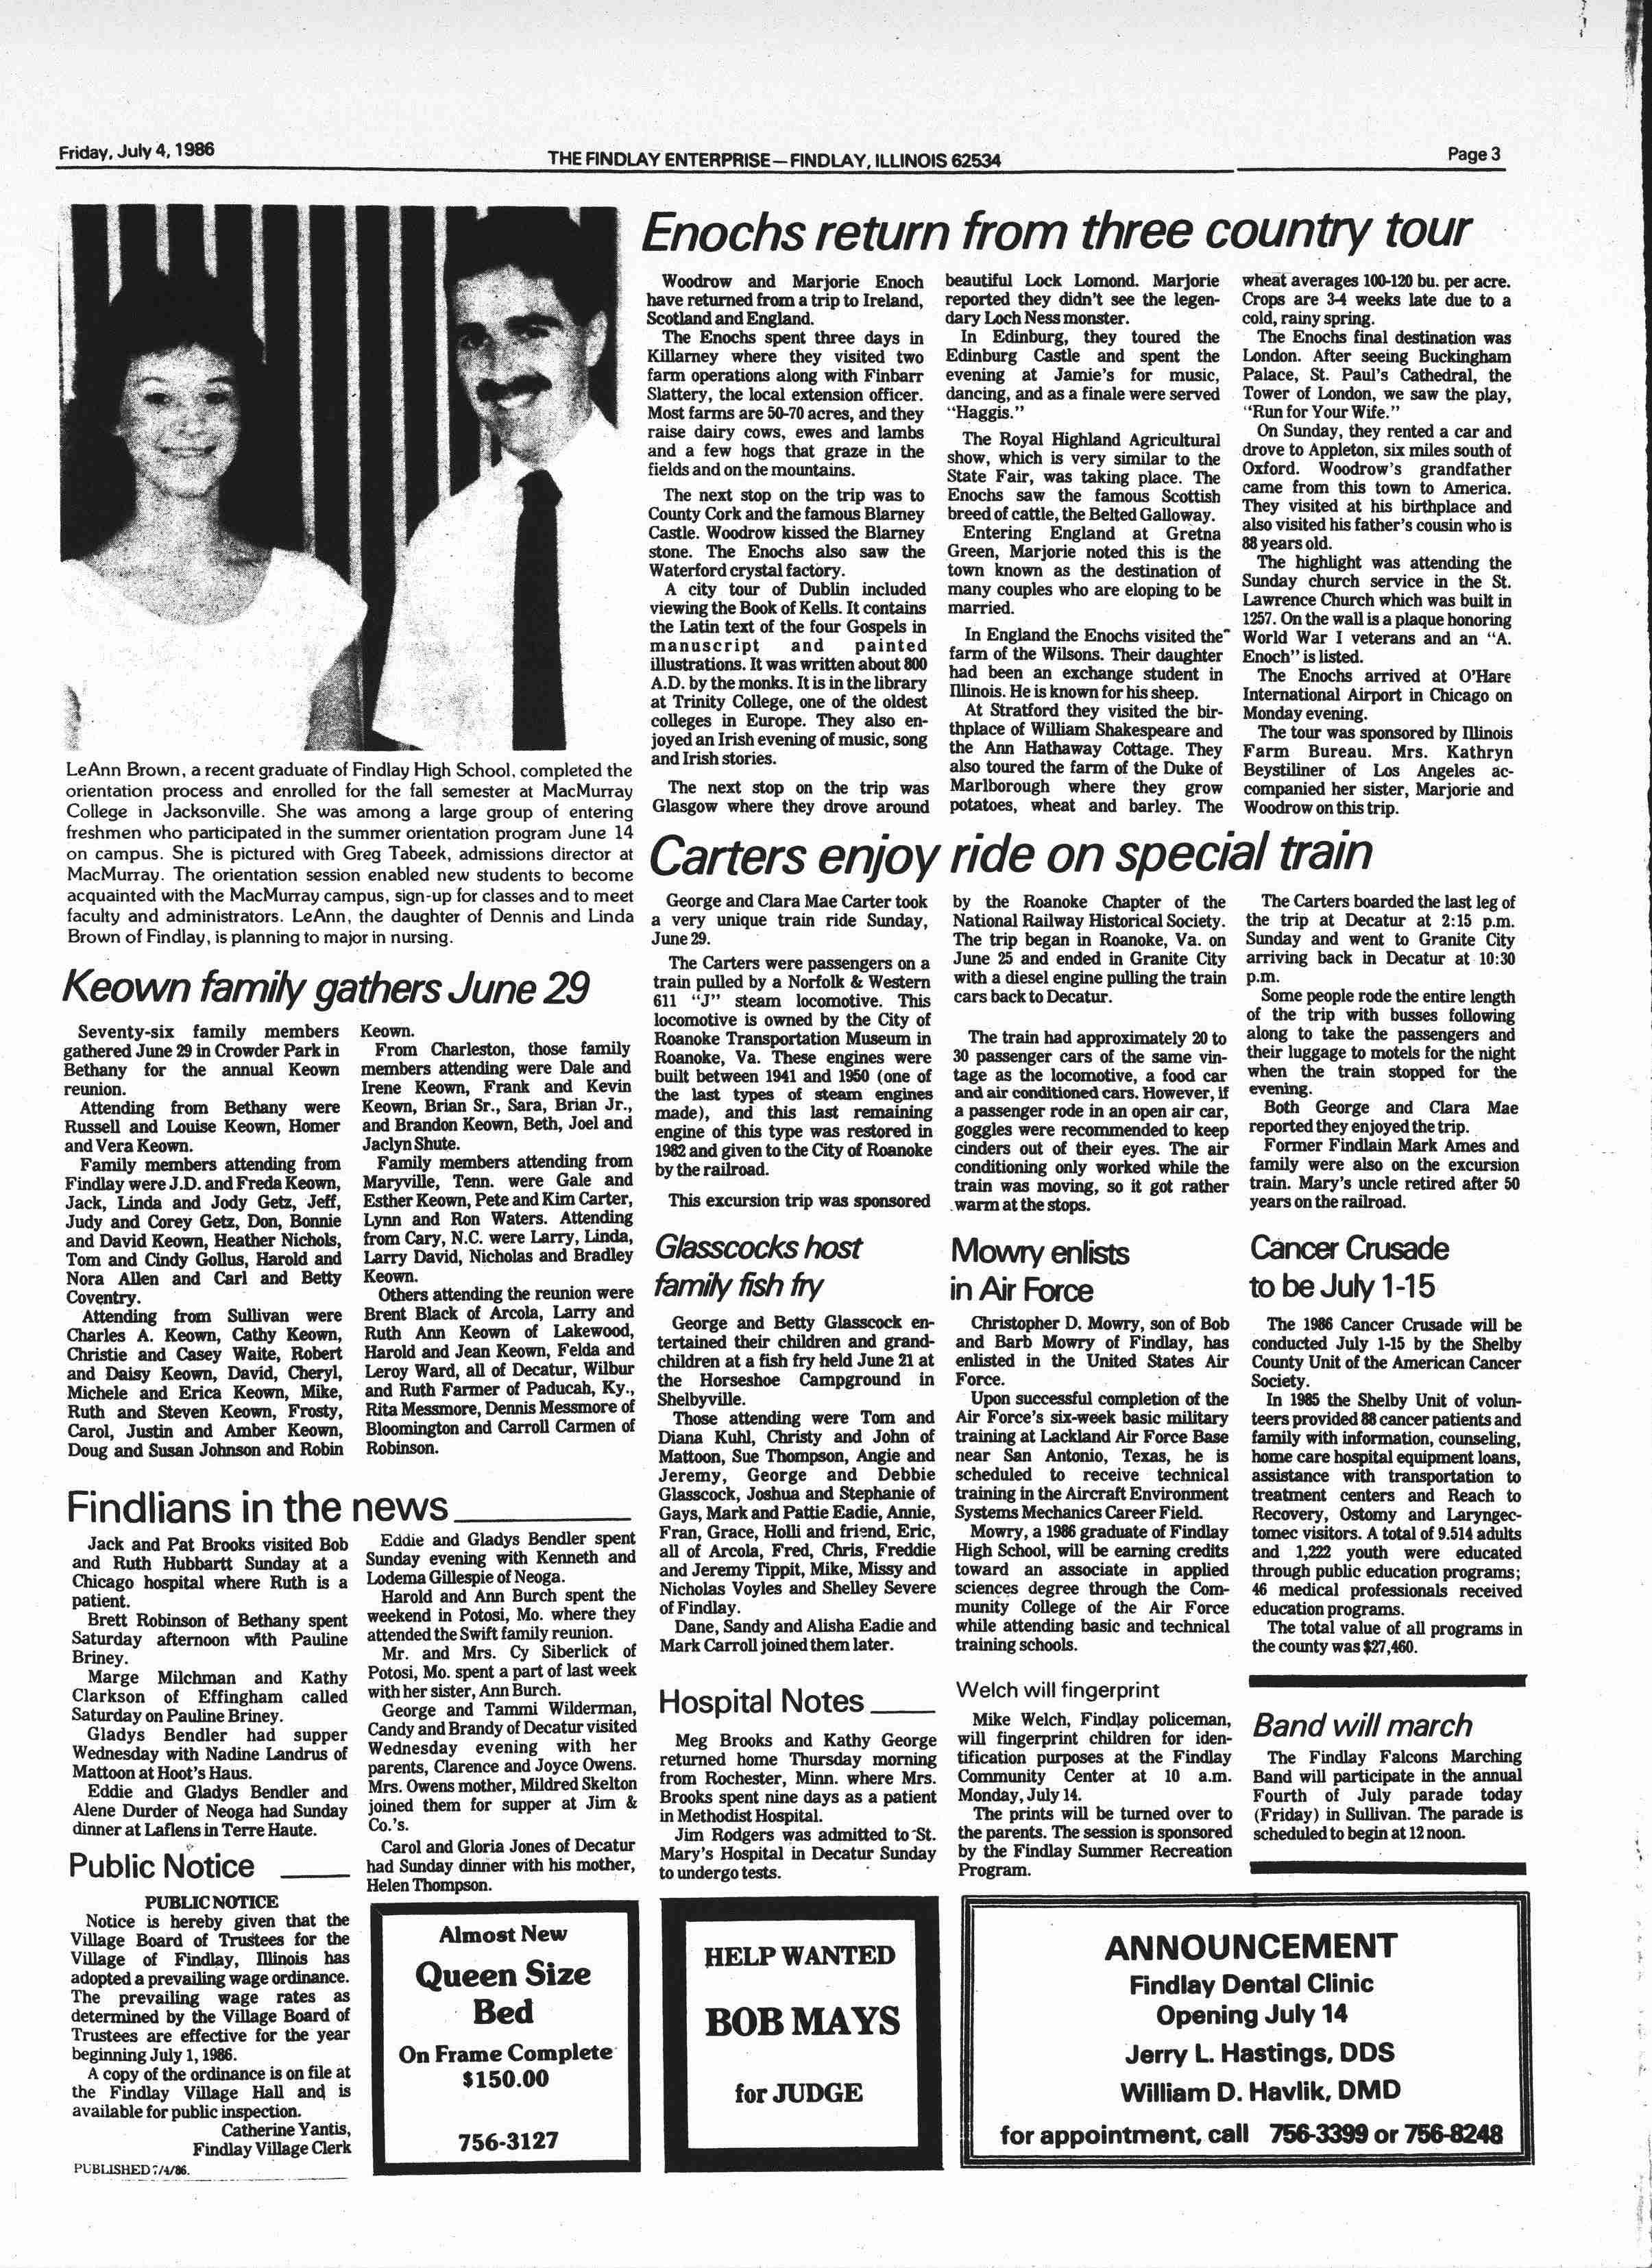 Friday, July 4, 1986
THE FINDLAY ENTERPRISE—FINDLAY, ILLINOIS 62534
Page 3
LeAnn Brown, a recent graduate of Findlay High School, completed the
orientation process and enrolled for the fall semester at MacMurray
College in Jacksonville. She was among a large group of entering
freshmen who participated in the summer orientation program June 14
on campus. She is pictured with Greg Tabeek, admissions director at
MacMurray. The orientation session enabled new students to become
acquainted with the MacMurray campus, sign-up for classes and to meet
faculty and administrators. LeAnn, the daughter of Dennis and Linda
Brown of Findlay, is planning to major in nursing.
Enochs return from three country tour
Woodrow and Marjorie Enoch
have returned from a trip to Ireland,
Scotland and England.
The Enochs spent three days in
Killarney where they visited two
farm operations along with Finbarr
Slattery, the local extension officer.
Most farms are 50-70 acres, and they
raise dairy cows, ewes and lambs
and a few hogs that graze in the
fields and on the mountains.
The next stop on the trip was to
County Cork and the famous Blarney
Castle. Woodrow kissed the Blarney
stone. The Enochs also saw the
Waterford crystal factory.
A city tour of Dublin included
viewing the Book of Kells. It contains
the Latin text of the four Gospels in
manuscript and painted
illustrations. It was written about 800
A.D. by the monks. It is in the library
at Trinity College, one of the oldest
colleges in Europe. They also en-
joyed an Irish evening of music, song
and Irish stories.
The next stop on the trip was
Glasgow where they drove around
beautiful Lock Lomond. Marjorie
reported they didn't see the legen-
dary Loch Ness monster.
In Edinburg, they toured the
Edinburg Castle and spent the
evening at Jamie's for music,
dancing, and as a finale were served
"Haggis."
The Royal Highland Agricultural
show, which is very similar to the
State Fair, was taking place. The
Enochs saw the famous Scottish
breed of cattle, the Belted Galloway.
Entering England at Gretna
Green, Marjorie noted this is the
town known as the destination of
many couples who are eloping to be
married.
In England the Enochs visited the
farm of the Wilsons. Their daughter
had been an exchange student in
Illinois. He is known for his sheep.
At Stratford they visited the bir-
thplace of William Shakespeare and
the Ann Hathaway Cottage. They
also toured the farm of the Duke of
Marlborough where they grow
potatoes, wheat and barley. The
wheat averages 100-120 bu. per acre.
Crops are 3-4 weeks late due to a
cold, rainy spring.
The Enochs final destination was
London. After seeing Buckingham
Palace, St. Paul's Cathedral, the
Tower of London, we saw the play,
"Run for Your Wife."
On Sunday, they rented a car and
drove to Appleton, six miles south of
Oxford. Woodrow's grandfather
came from this town to America.
They visited at his birthplace and
also visited his father's cousin who is
88 years old.
The highlight was attending the
Sunday church service in the St.
Lawrence Church which was built in
1257. On the wall is a plaque honoring
World War I veterans and an "A.
Enoch" is listed.
The Enochs arrived at O'Hare
International Airport in Chicago on
Monday evening.
The tour was sponsored by Illinois
Farm Bureau. Mrs. Kathryn
Beystiliner of Los Angeles ac-
companied her sister, Marjorie and
Woodrow on this trip.
Carters enjoy ride on special train
George and Clara Mae Carter took
a very unique train ride Sunday,
June 29.
The Carters were passengers on a
train pulled by a Norfolk & Western
611 "J" steam locomotive. This
locomotive is owned by the City of
Roanoke Transportation Museum in
Roanoke, Va. These engines were
built between 1941 and 1950 (one of
the last types of steam engines
made), and this last remaining
engine of this type was restored in
1982 and given to the City of Roanoke
by the railroad.
This excursion trip was sponsored
by the Roanoke Chapter of the
National Railway Historical Society.
The trip began in Roanoke, Va. on
June 25 and ended in Granite City
with a diesel engine pulling the train
cars back to Decatur.
The train had approximately 20 to
30 passenger cars of the same vin-
tage as the locomotive, a food car
and air conditioned cars. However, if
a passenger rode in an open air car,
goggles were recommended to keep
cinders out of their eyes. The air
conditioning only worked while the
train was moving, so it got rather
warm at the stops.
The Carters boarded the last leg of
the trip at Decatur at 2:15 p.m.
Sunday and went to Granite City
arriving back in Decatur at 10:30
p.m.
Some people rode the entire length
of the trip with busses following
along to take the passengers and
their luggage to motels for the night
when the train stopped for the
evening.
Both George and Clara Mae
reported they enjoyed the trip.
Former Findlain Mark Ames and
family were also on the excursion
train. Mary's uncle retired after 50
years on the railroad.
Keown family gathers June 29
Seventy-six family members
gathered June 29 in Crowder Park in
Bethany for the annual Keown
reunion.
Attending from Bethany were
Russell and Louise Keown, Homer
and Vera Keown.
Family members attending from
Findlay were J.D. and Freda Keown,
Jack, Linda and Jody Getz, Jeff,
Judy and Corey Getz, Don, Bonnie
and David Keown, Heather Nichols,
Tom and Cindy Gollus, Harold and
Nora Allen and Carl and Betty
Coventry.
Attending from Sullivan were
Charles A. Keown, Cathy Keown,
Christie and Casey Waite, Robert
and Daisy Keown, David, Cheryl,
Michele and Erica Keown, Mike,
Ruth and Steven Keown, Frosty,
Carol, Justin and Amber Keown,
Doug and Susan Johnson and Robin
Keown.
From Charleston, those family
members attending were Dale and
Irene Keown, Frank and Kevin
Keown, Brian Sr., Sara, Brian Jr.,
and Brandon Keown, Beth, Joel and
Jaclyn Shute.
Family members attending from
Maryville, Tenn. were Gale and
Esther Keown, Pete and Kim Carter,
Lynn and Ron Waters. Attending
from Cary, N.C. were Larry, Linda,
Larry David, Nicholas and Bradley
Keown.
Others attending the reunion were
Brent Black of Arcola, Larry and
Ruth Ann Keown of Lakewood,
Harold and Jean Keown, Felda and
Leroy Ward, all of Decatur, Wilbur
and Ruth Farmer of Paducah, Ky.,
Rita Messmore, Dennis Messmore of
Bloomington and Carroll Carmen of
Robinson.
Findlians in the news
Jack and Pat Brooks visited Bob
and Ruth Hubbartt Sunday at a
Chicago hospital where Ruth is a
patient.
Brett Robinson of Bethany spent
Saturday afternoon with Pauline
Briney.
Marge Milchman and Kathy
Clarkson of Effingham called
Saturday on Pauline Briney.
Gladys Bendler had supper
Wednesday with Nadine Landrus of
Mattoon at Hoot's Haus.
Eddie and Gladys Bendler and
Alene Durder of Neoga had Sunday
dinner at Laflens in Terre Haute.
Eddie and Gladys Bendler spent
Sunday evening with Kenneth and
Lodema Gillespie of Neoga.
Harold and Ann Burch spent the
weekend in Potosi, Mo. where they
attended the Swift family reunion.
Mr. and Mrs. Cy Siberlick of
Potosi, Mo. spent a part of last week
with her sister, Ann Burch.
George and Tammi Wilderman,
Candy and Brandy of Decatur visited
Wednesday evening with her
parents, Clarence and Joyce Owens.
Mrs. Owens mother, Mildred Skelton
joined them for supper at Jim &
Co.'s.
Carol and Gloria Jones of Decatur
had Sunday dinner with his mother,
Helen Thompson.
Public Notice
PUBLIC NOTICE
Notice is hereby given that the
Village Board of Trustees for the
Village of Findlay, Illinois has
adopted a prevailing wage ordinance.
The prevailing wage rates as
determined by the Village Board of
Trustees are effective for the year
beginning July 1, 1986.
A copy of the ordinance is on file at
the Findlay Village Hall and is
available for public inspection.
Catherine Yantis,
Findlay Village Clerk
PUBLISHED 7/4/86.
Glasscocks host
family fish fry
George and Betty Glasscock en-
tertained their children and grand-
children at a fish fry held June 21 at
the Horseshoe Campground in
Shelbyville.
Those attending were Tom and
Diana Kuhl, Christy and John of
Mattoon, Sue Thompson, Angie and
Jeremy, George and Debbie
Glasscock, Joshua and Stephanie of
Gays, Mark and Pattie Eadie, Annie,
Fran, Grace, Holli and friend, Eric,
all of Arcola, Fred, Chris, Freddie
and Jeremy Tippit, Mike, Missy and
Nicholas Voyles and Shelley Severe
of Findlay.
Dane, Sandy and Alisha Eadie and
Mark Carroll joined them later.
Hospital Notes
Meg Brooks and Kathy George
returned home Thursday morning
from Rochester, Minn. where Mrs.
Brooks spent nine days as a patient
in Methodist Hospital.
Jim Rodgers was admitted to St.
Mary's Hospital in Decatur Sunday
to undergo tests.
Mowry enlists
in Air Force
Christopher D. Mowry, son of Bob
and Barb Mowry of Findlay, has
enlisted in the United States Air
Force.
Upon successful completion of the
Air Force's six-week basic military
training at Lackland Air Force Base
near San Antonio, Texas, he is
scheduled to receive technical
training in the Aircraft Environment
Systems Mechanics Career Field.
Mowry, a 1986 graduate of Findlay
High School, will be earning credits
toward an associate in applied
sciences degree through the Com-
munity College of the Air Force
while attending basic and technical
training schools.
Welch will fingerprint
Mike Welch, Findlay policeman,
will fingerprint children for iden-
tification purposes at the Findlay
Community Center at 10 a.m.
Monday, July 14.
The prints will be turned over to
the parents. The session is sponsored
by the Findlay Summer Recreation
Program.
Cancer Crusade
to be July 1-15
The 1986 Cancer Crusade will be
conducted July 1-15 by the Shelby
County Unit of the American Cancer
Society.
In 1985 the Shelby Unit of volun-
teers provided 88 cancer patients and
family with information, counseling,
home care hospital equipment loans,
assistance with transportation to
treatment centers and Reach to
Recovery, Ostomy and Laryngec-
tomec visitors. A total of 9.514 adults
and 1,222 youth were educated
through public education programs;
46 medical professionals received
education programs.
The total value of all programs in
the county was $27,460.
Band will march
The Findlay Falcons Marching
Band will participate in the annual
Fourth of July parade today
(Friday) in Sullivan. The parade is
scheduled to begin at 12 noon.
Almost New
Queen Size
Bed
On Frame Complete
$150.00
756-3127
HELP WANTED
BOB MAYS
for JUDGE
ANNOUNCEMENT
Findlay Dental Clinic
Opening July 14
Jerry L. Hastings, DDS
William D. Havlik, DMD
for appointment, call 756-3399 or 756-8248